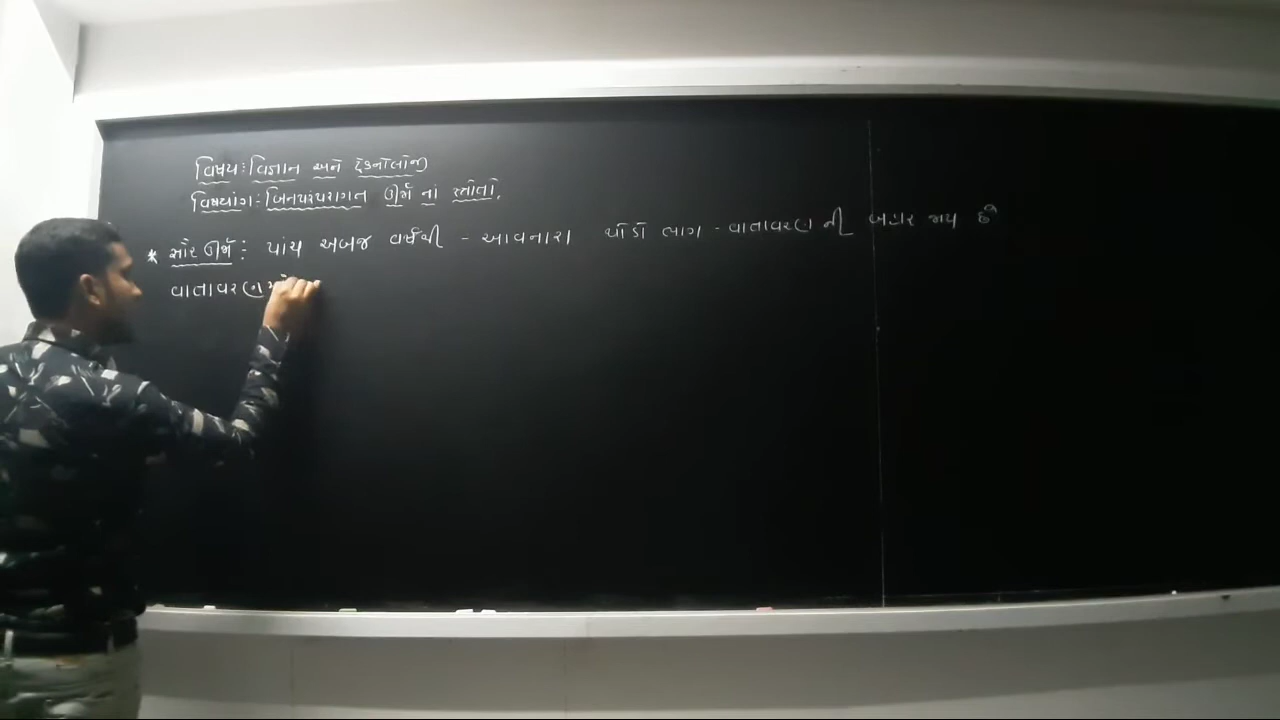 વિષય:વિજ્ઞાન અને ટેકનોલોજી
વિષયાંગ:-બિનપરંપરાગત ઊર્જા નાં સ્ત્રોતો.
* સૌર ઊર્જા: પાંચ અબજ વર્ષથી - આવનારા થોડો ભાગ - વાતાવરણ ની બહાર જાય છે
વાતાવરણ